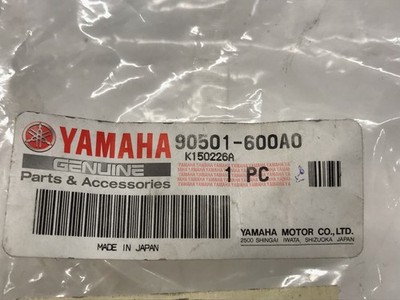 YAMAHA 90501-600A0
K150226A
GENUINE
Parts & Accessories
1 PC
MADE IN JAPAN
YAMAHA MOTOR CO., LTD.
2500 SHINGAI IWATA, SHIZUOKA JAPAN